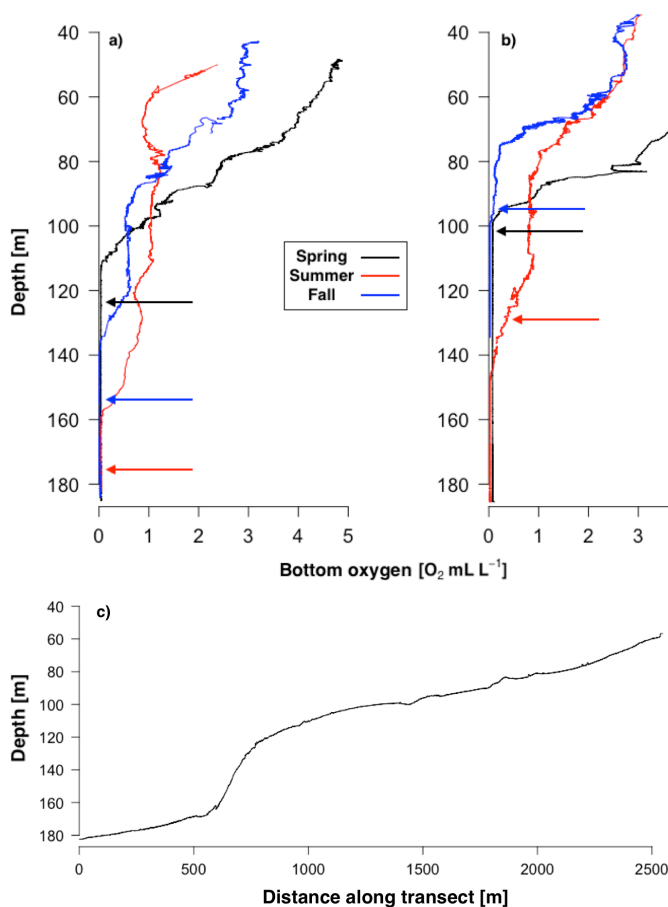 a)
b)
40
60
80
100
120
140
160
180
Depth [m]
40
60
80
100
120
140
160
180
Spring
Summer
Fall
0 1 2 3 4 5
0 1 2 3
Bottom oxygen [O₂ mL L⁻¹]
c)
40
60
80
100
120
140
160
180
Depth [m]
0 500 1000 1500 2000 2500
Distance along transect [m]